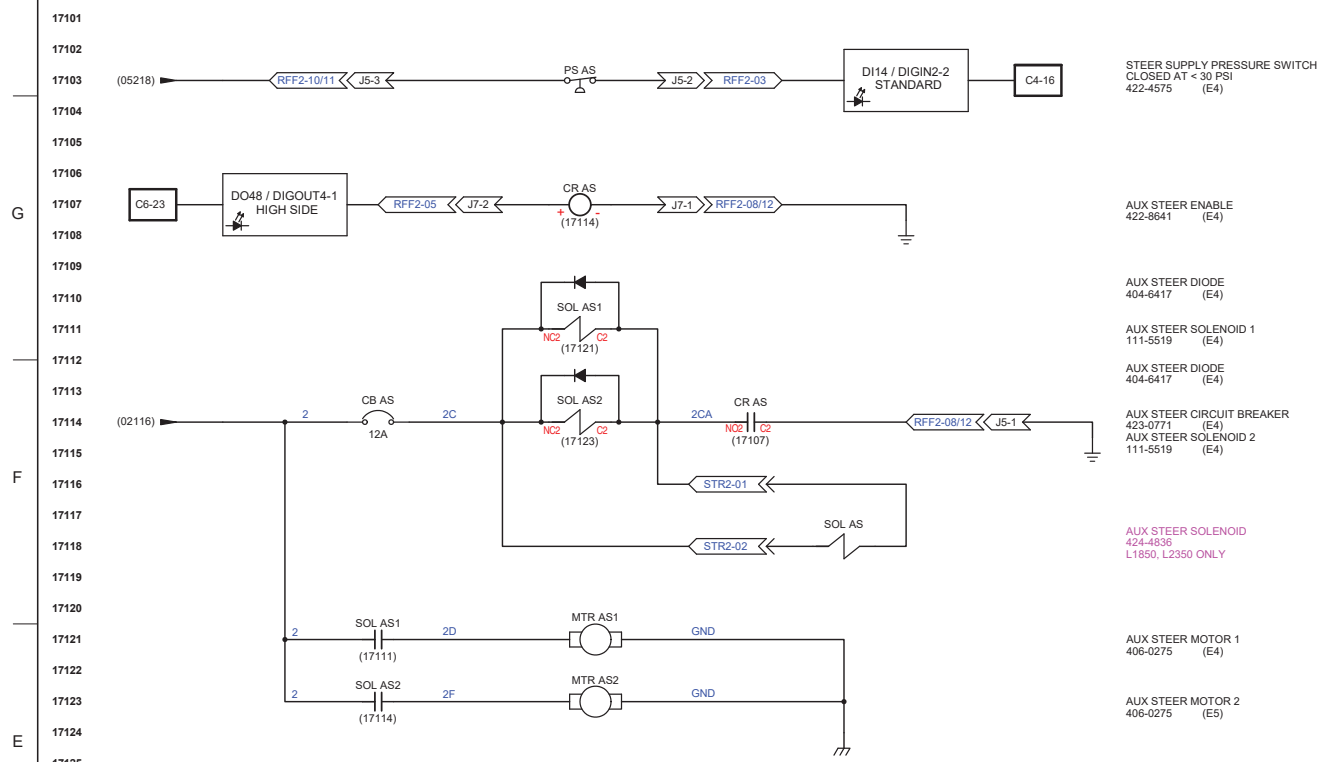 17101
17102
17103
17104
17105
17106
17107
17108
17109
17110
17111
17112
17113
17114
17115
17116
17117
17118
17119
17120
17121
17122
17123
17124
G
F
E
(05218)
RFF2-10/11
J5-3
PS AS
J5-2
RFF2-03
DI14 / DIGIN2-2
STANDARD
C4-16
STEER SUPPLY PRESSURE SWITCH
CLOSED AT < 30 PSI
422-4575 (E4)
C6-23
DO48 / DIGOUT4-1
HIGH SIDE
RFF2-05
J7-2
CR AS
+ -
(17114)
J7-1
RFF2-08/12
AUX STEER ENABLE
422-8641 (E4)
AUX STEER DIODE
404-6417 (E4)
SOL AS1
NC2 C2
(17121)
AUX STEER SOLENOID 1
111-5519 (E4)
AUX STEER DIODE
404-6417 (E4)
(02116)
2
CB AS
12A
2C
SOL AS2
NC2 C2
(17123)
2CA
CR AS
NO2 C2
(17107)
RFF2-08/12
J5-1
AUX STEER CIRCUIT BREAKER
423-0771 (E4)
AUX STEER SOLENOID 2
111-5519 (E4)
STR2-01
STR2-02
SOL AS
AUX STEER SOLENOID
424-4836
L1850, L2350 ONLY
2
SOL AS1
(17111)
2D
MTR AS1
GND
AUX STEER MOTOR 1
406-0275 (E4)
2
SOL AS2
(17114)
2F
MTR AS2
GND
AUX STEER MOTOR 2
406-0275 (E5)